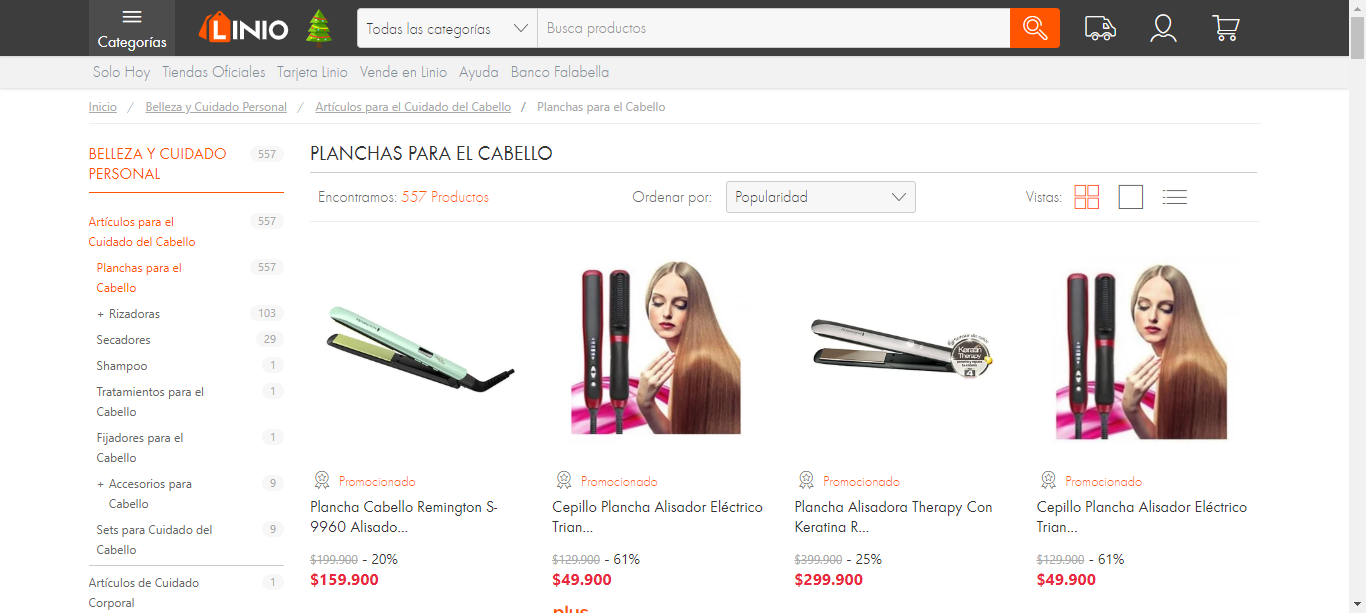 Categorías
LINIO
Todas las categorías
Busca productos
Solo Hoy Tiendas Oficiales Tarjeta Linio Vende en Linio Ayuda Banco Falabella
Inicio / Belleza y Cuidado Personal / Artículos para el Cuidado del Cabello / Planchas para el Cabello
BELLEZA Y CUIDADO 557
PERSONAL
Artículos para el 557
Cuidado del Cabello
Planchas para el 557
Cabello
+ Rizadoras 103
Secadores 29
Shampoo 1
Tratamientos para el 1
Cabello
Fijadores para el 1
Cabello
+ Accesorios para 9
Cabello
Sets para Cuidado del 9
Cabello
Artículos de Cuidado 1
Corporal
PLANCHAS PARA EL CABELLO
Encontramos: 557 Productos
Ordenar por: Popularidad
Vistas:
Promocionado
Plancha Cabello Remington S-
9960 Alisado...
$199.900 - 20%
$159.900
Promocionado
Cepillo Plancha Alisador Eléctrico
Trian...
$129.900 - 61%
$49.900
plus
Keratin
Therapy
4
Promocionado
Plancha Alisadora Therapy Con
Keratina R...
$399.900 - 25%
$299.900
Promocionado
Cepillo Plancha Alisador Eléctrico
Trian...
$129.900 - 61%
$49.900